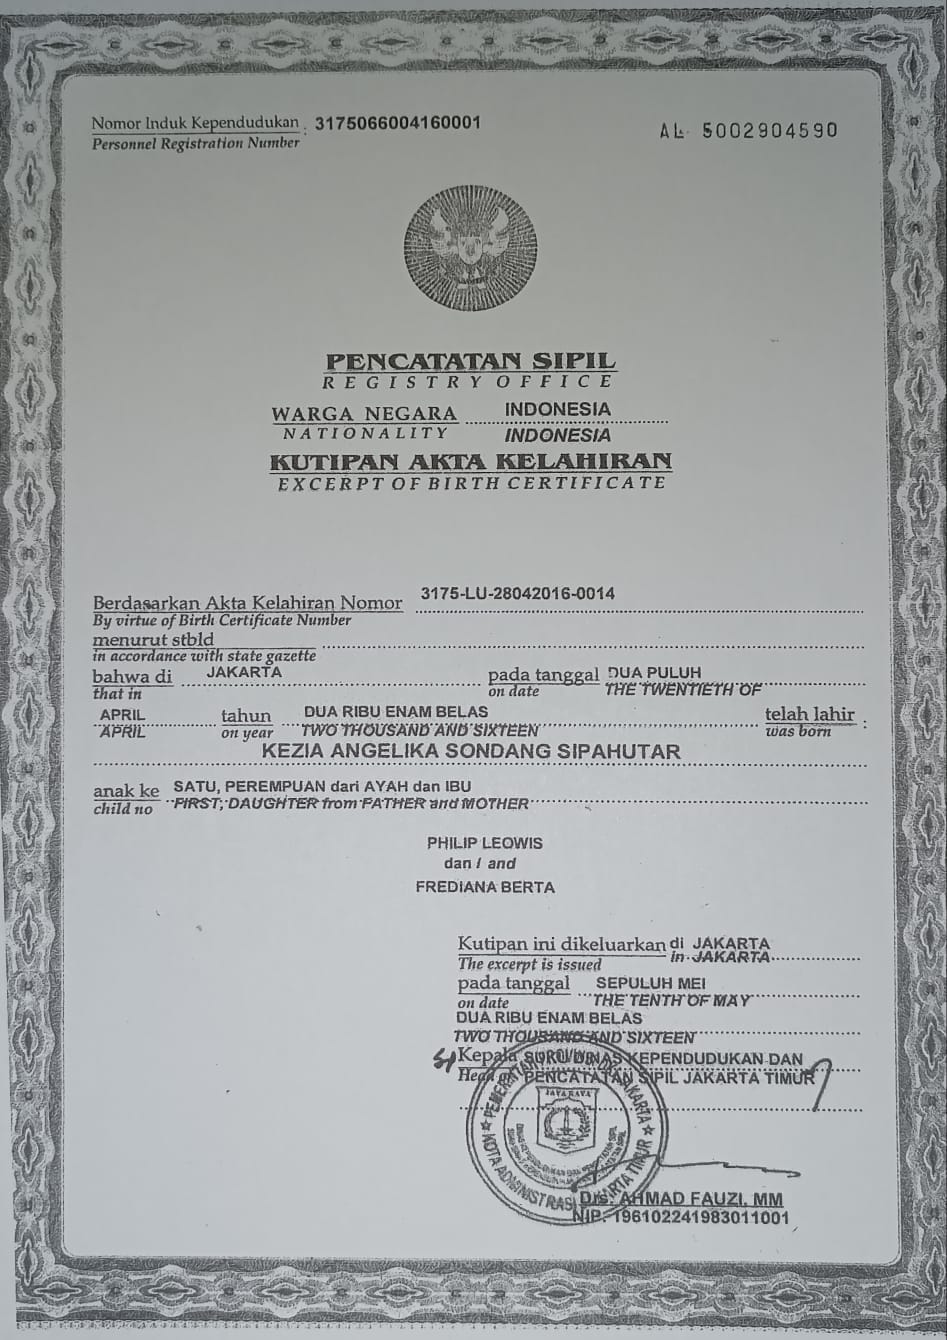 Nomor Induk Kependudukan : 3175066004160001
Personnel Registration Number
AL. 5002904590
PENCATATAN SIPIL
REGISTRY OFFICE
WARGA NEGARA INDONESIA
NATIONALITY INDONESIA
KUTIPAN AKTA KELAHIRAN
EXCERPT OF BIRTH CERTIFICATE
Berdasarkan Akta Kelahiran Nomor 3175-LU-28042016-0014
By virtue of Birth Certificate Number
menurut stbld
in accordance with state gazette
bahwa di JAKARTA pada tanggal DUA PULUH
that in on date THE TWENTIETH OF
APRIL tahun DUA RIBU ENAM BELAS telah lahir :
APRIL on year TWO THOUSAND AND SIXTEEN was born
KEZIA ANGELIKA SONDANG SIPAHUTAR
anak ke SATU, PEREMPUAN dari AYAH dan IBU
child no FIRST, DAUGHTER from FATHER and MOTHER
PHILIP LEOWIS
dan / and
FREDIANA BERTA
Kutipan ini dikeluarkan di JAKARTA
The excerpt is issued in JAKARTA
pada tanggal SEPULUH MEI
on date THE TENTH OF MAY
DUA RIBU ENAM BELAS
TWO THOUSAND AND SIXTEEN
Kepala SUKU DINAS KEPENDUDUKAN DAN
Head of PENCATATAN SIPIL JAKARTA TIMUR
JAYA RAYA
KOTA ADMINISTRASI JAKARTA TIMUR
Drs. AHMAD FAUZI, MM
NIP. 196102241983011001